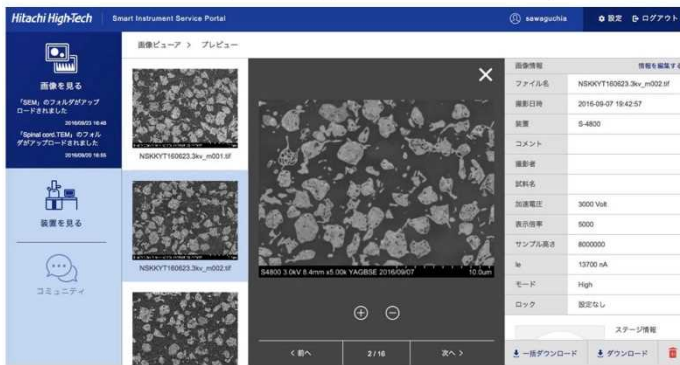 Hitachi High-Tech
Smart Instrument Service Portal
sawaguchia
設定
ログアウト
画像ビューア > プレビュー
画像を見る
「SEM」のフォルダがアップ
ロードされました
2016/09/23 16:40
「Spinal cord.TEM」のフォル
ダがアップロードされました
2016/09/20 16:55
装置を見る
コミュニティ
NSKKYT160623.3kv_m001.tif
NSKKYT160623.3kv_m002.tif
S4800 3.0kV 8.4mm x5.00k YAGBSE 2016/09/07
10.0um
< 前へ
2 / 16
次へ >
画像情報
情報を編集する
ファイル名 NSKKYT160623.3kv_m002.tif
撮影日時 2016-09-07 19:42:57
装置 S-4800
コメント
撮影者
試料名
加速電圧 3000 Volt
表示倍率 5000
サンプル高さ 8000000
Ie 13700 nA
モード High
ロック 設定なし
ステージ情報
一括ダウンロード
ダウンロード